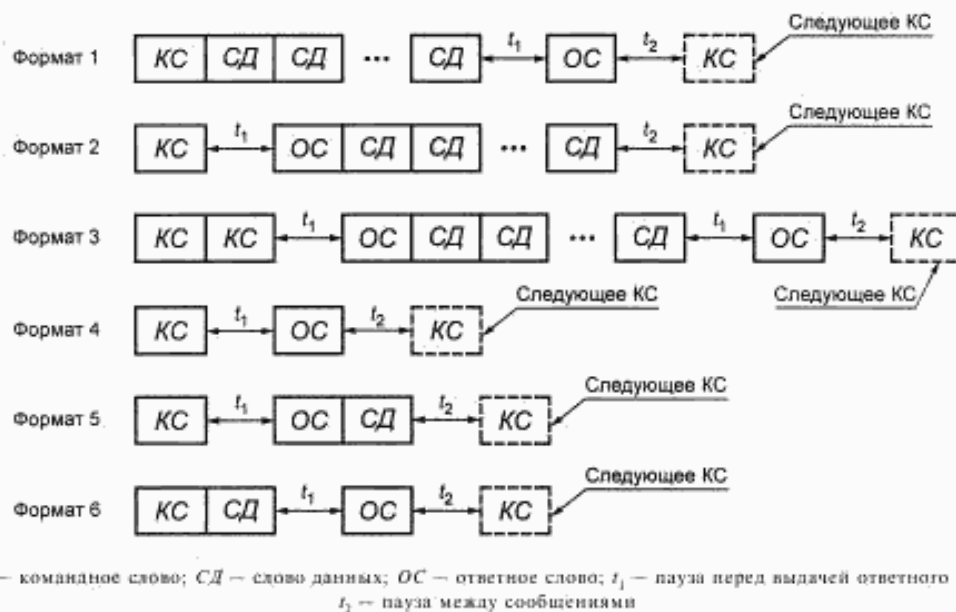 Следующее КС
Формат 1 КС СД СД ... СД t₁ ОС t₂ КС
Следующее КС
Формат 2 КС t₁ ОС СД СД ... СД t₂ КС
Формат 3 КС КС t₁ ОС СД СД ... СД t₁ ОС t₂ КС
Следующее КС Следующее КС
Формат 4 КС t₁ ОС t₂ КС
Следующее КС
Формат 5 КС t₁ ОС СД t₂ КС
Следующее КС
Формат 6 КС СД t₁ ОС t₂ КС
— командное слово; СД — слово данных; ОС — ответное слово; t₁ — пауза перед выдачей ответного
t₂ — пауза между сообщениями